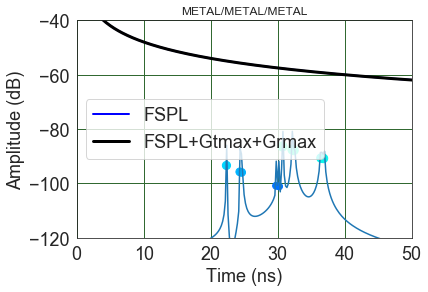 METAL/METAL/METAL
−40
−60
−80
−100
−120
Amplitude (dB)
FSPL
FSPL+Gtmax+Grmax
0 10 20 30 40 50
Time (ns)